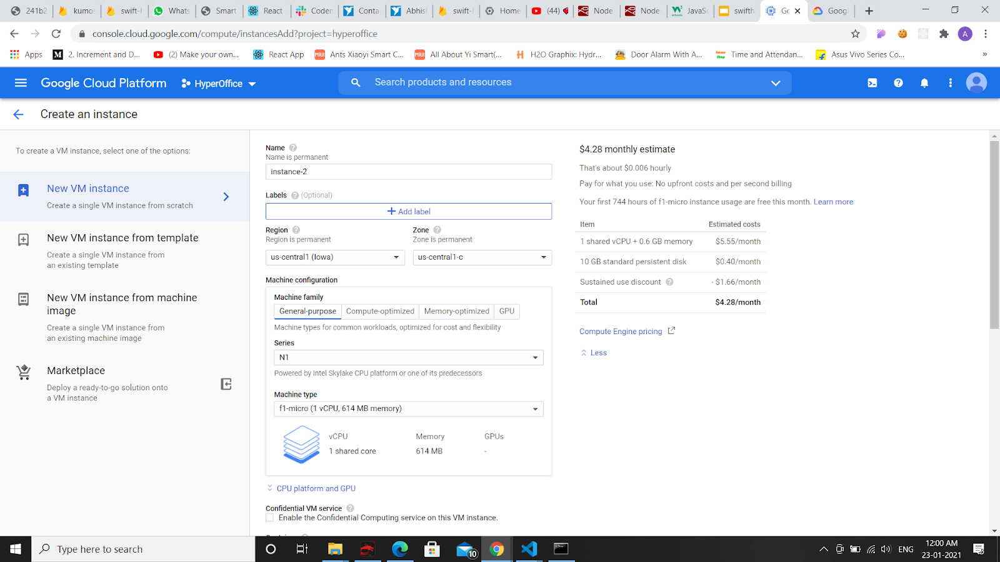 241b2
kumo
swift-
Whats
Smart
React
Coder
Conta
Abhis
swift-
Home
(44)
Node
Node-
JavaSc
swifth
Go
Googl
console.cloud.google.com/compute/instancesAdd?project=hyperoffice
A
Apps
M 2. Increment and D...
(2) Make your own...
React App
Ants Xiaoyi Smart C...
All About Yi Smart(...
H2O Graphix: Hydr...
Door Alarm With A...
Time and Attendan...
Asus Vivo Series Co...
»
Google Cloud Platform
HyperOffice
Search products and resources
Create an instance
To create a VM instance, select one of the options:
New VM instance
Create a single VM instance from scratch
New VM instance from template
Create a single VM instance from
an existing template
New VM instance from machine
image
Create a single VM instance from
an existing machine image
Marketplace
Deploy a ready-to-go solution onto
a VM instance
Name
Name is permanent
instance-2
Labels (Optional)
+ Add label
Region
Region is permanent
us-central1 (Iowa)
Zone
Zone is permanent
us-central1-c
Machine configuration
Machine family
General-purpose Compute-optimized Memory-optimized GPU
Machine types for common workloads, optimized for cost and flexibility
Series
N1
Powered by Intel Skylake CPU platform or one of its predecessors
Machine type
f1-micro (1 vCPU, 614 MB memory)
vCPU Memory GPUs
1 shared core 614 MB -
CPU platform and GPU
Confidential VM service
Enable the Confidential Computing service on this VM instance.
$4.28 monthly estimate
That's about $0.006 hourly
Pay for what you use: No upfront costs and per second billing
Your first 744 hours of f1-micro instance usage are free this month. Learn more
Item Estimated costs
1 shared vCPU + 0.6 GB memory $5.55/month
10 GB standard persistent disk $0.40/month
Sustained use discount - $1.66/month
Total $4.28/month
Compute Engine pricing
Less
Type here to search
10
ENG
12:00 AM
23-01-2021